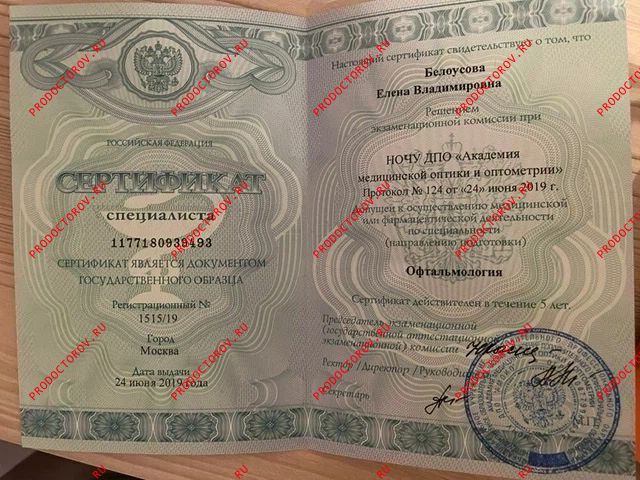 РОССИЙСКАЯ ФЕДЕРАЦИЯ
СЕРТИФИКАТ
специалиста
СЕРТИФИКАТ ЯВЛЯЕТСЯ ДОКУМЕНТОМ
ГОСУДАРСТВЕННОГО ОБРАЗЦА
Регистрационный №
1515/19
Город
Москва
Дата выдачи
24 июня 2019 года
Настоящий сертификат свидетельствует о том, что
Белоусова
Елена Владимировна
Решением
экзаменационной комиссии при
НОЧУ ДПО «Академия
медицинской оптики и оптометрии»
Протокол № 124 от «24» июня 2019 г.
допущен к осуществлению медицинской
или фармацевтической деятельности
по специальности
(направлению подготовки)
Офтальмология
Сертификат действителен в течение 5 лет.
Председатель экзаменационной
(государственной аттестационной,
экзаменационной) комиссии
Ректор /Директор /Руководитель
Секретарь
PRODOCTOROV.RU